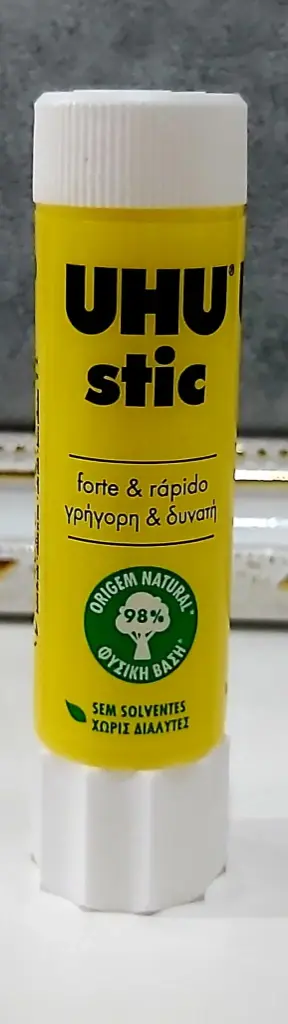 UHU®
stic
forte & rápido
γρήγορη & δυνατή
ORIGEM NATURAL*
98%
ΦΥΣΙΚΗ ΒΑΣΗ*
SEM SOLVENTES
ΧΩΡΙΣ ΔΙΑΛΥΤΕΣ